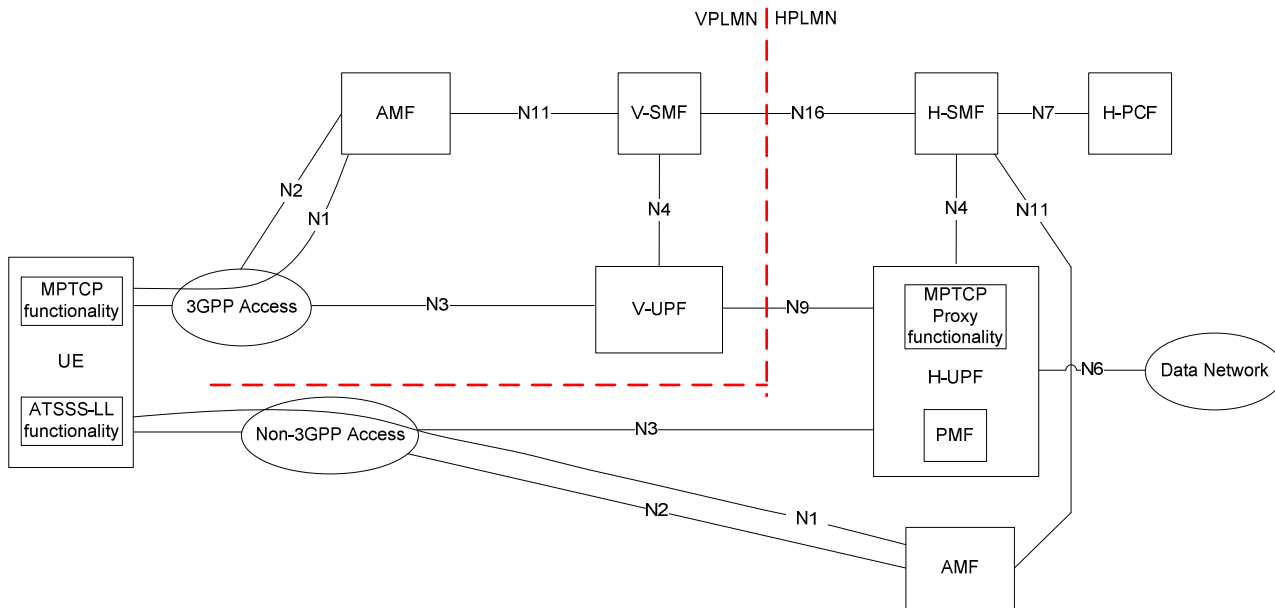 VPLMN HPLMN
AMF
N11
V-SMF
N16
H-SMF
N7
H-PCF
N2
N1
N4
N4
N11
MPTCP
functionality
UE
ATSSS-LL
functionality
3GPP Access
N3
V-UPF
N9
MPTCP
Proxy
functionality
H-UPF
PMF
N6
Data Network
Non-3GPP Access
N3
N2
N1
AMF